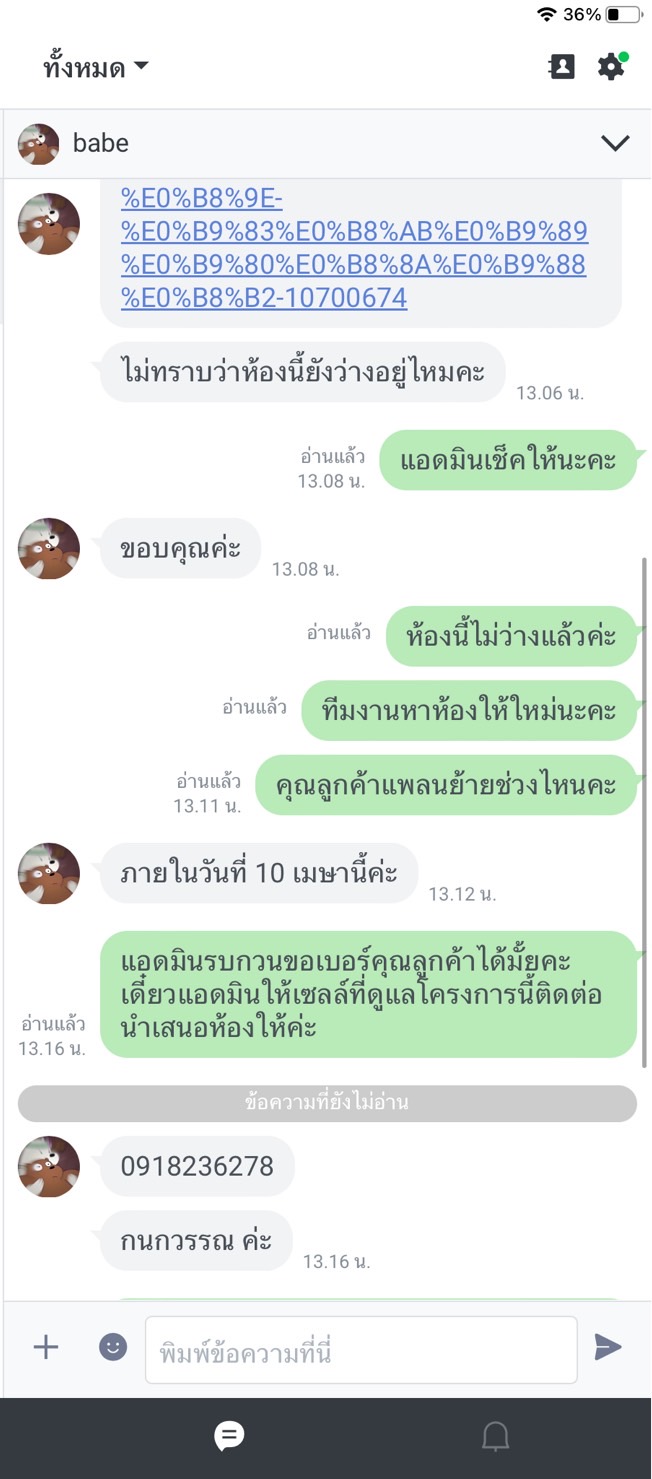 36%
ทั้งหมด
babe
%E0%B8%9E-
%E0%B9%83%E0%B8%AB%E0%B9%89
%E0%B9%80%E0%B8%8A%E0%B9%88
%E0%B8%B2-10700674
ไม่ทราบว่าห้องนี้ยังว่างอยู่ไหมคะ
13.06 น.
อ่านแล้ว
13.08 น.
แอดมินเช็คให้นะคะ
ขอบคุณค่ะ
13.08 น.
อ่านแล้ว
ห้องนี้ไม่ว่างแล้วค่ะ
อ่านแล้ว
ทีมงานหาห้องให้ใหม่นะคะ
อ่านแล้ว
13.11 น.
คุณลูกค้าแพลนย้ายช่วงไหนคะ
ภายในวันที่ 10 เมษานี้ค่ะ
13.12 น.
แอดมินรบกวนขอเบอร์คุณลูกค้าได้มั้ยคะ
เดี๋ยวแอดมินให้เซลล์ที่ดูแลโครงการนี้ติดต่อ
นำเสนอห้องให้ค่ะ
อ่านแล้ว
13.16 น.
ข้อความที่ยังไม่อ่าน
0918236278
กนกวรรณ ค่ะ
13.16 น.
พิมพ์ข้อความที่นี่